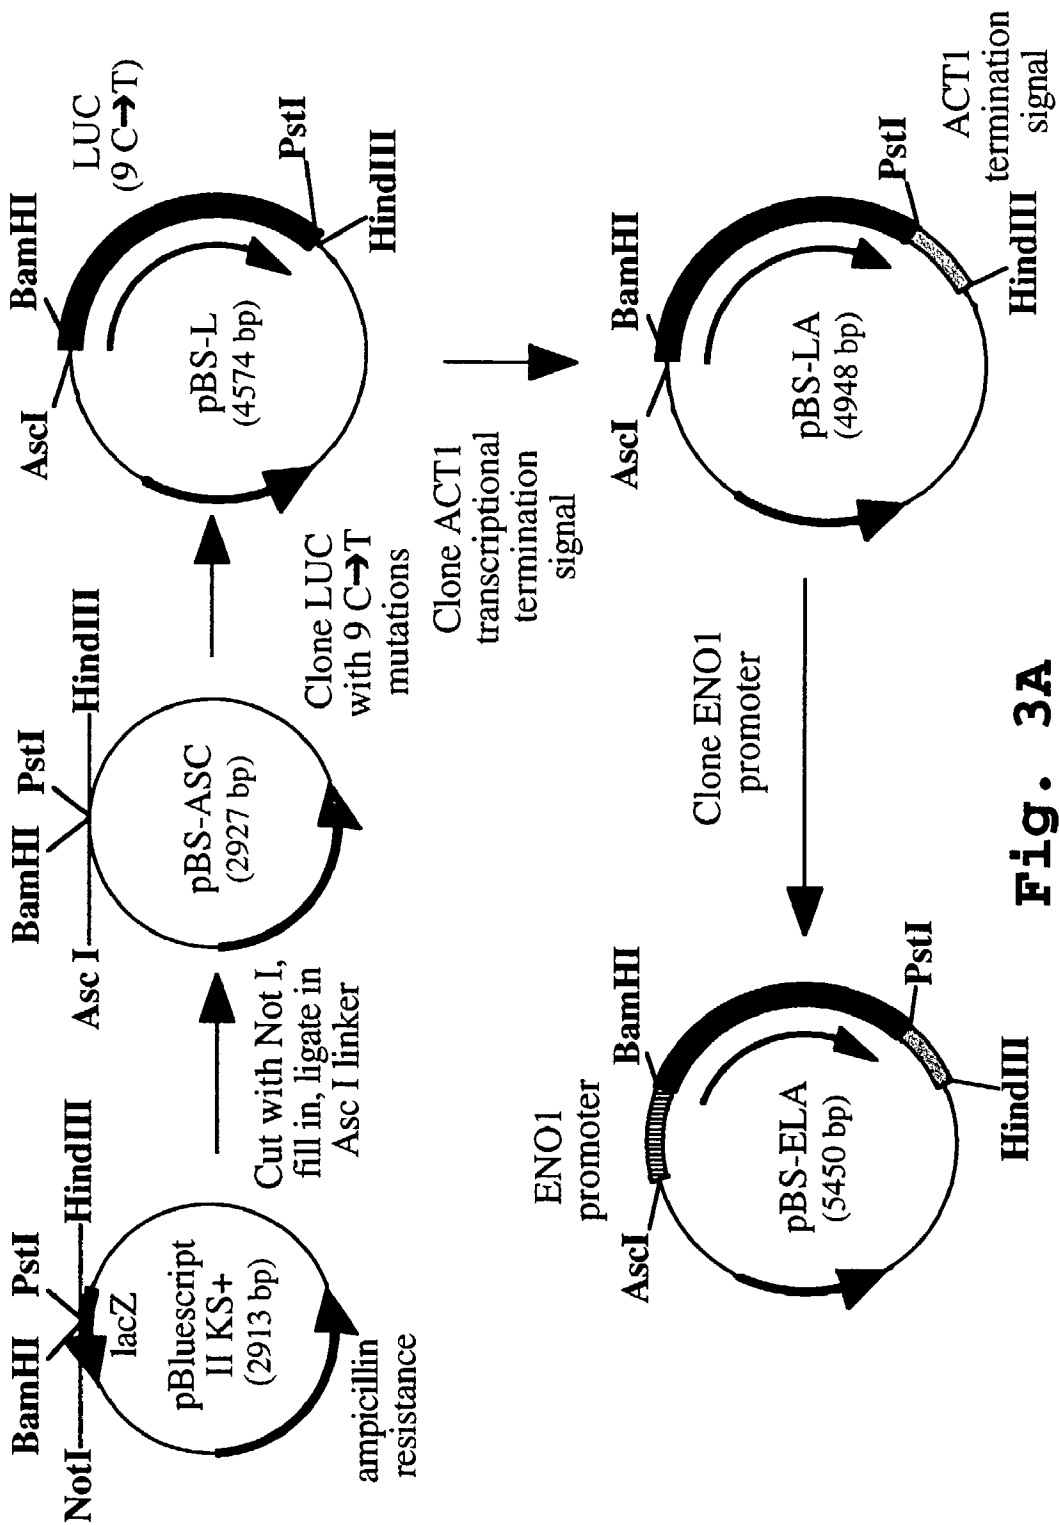 NotI
BamHI
PstI
HindIII
lacZ
pBluescript
II KS+
(2913 bp)
ampicillin
resistance
Cut with Not I,
fill in, ligate in
Asc I linker
Asc I
BamHI
PstI
HindIII
pBS-ASC
(2927 bp)
Clone LUC
with 9 C→T
mutations
AscI
BamHI
LUC
(9 C→T)
PstI
HindIII
pBS-L
(4574 bp)
Clone ACT1
transcriptional
termination
signal
AscI
BamHI
PstI
HindIII
ACT1
termination
signal
pBS-LA
(4948 bp)
Clone ENO1
promoter
ENO1
promoter
AscI
BamHI
PstI
HindIII
pBS-ELA
(5450 bp)
Fig. 3A